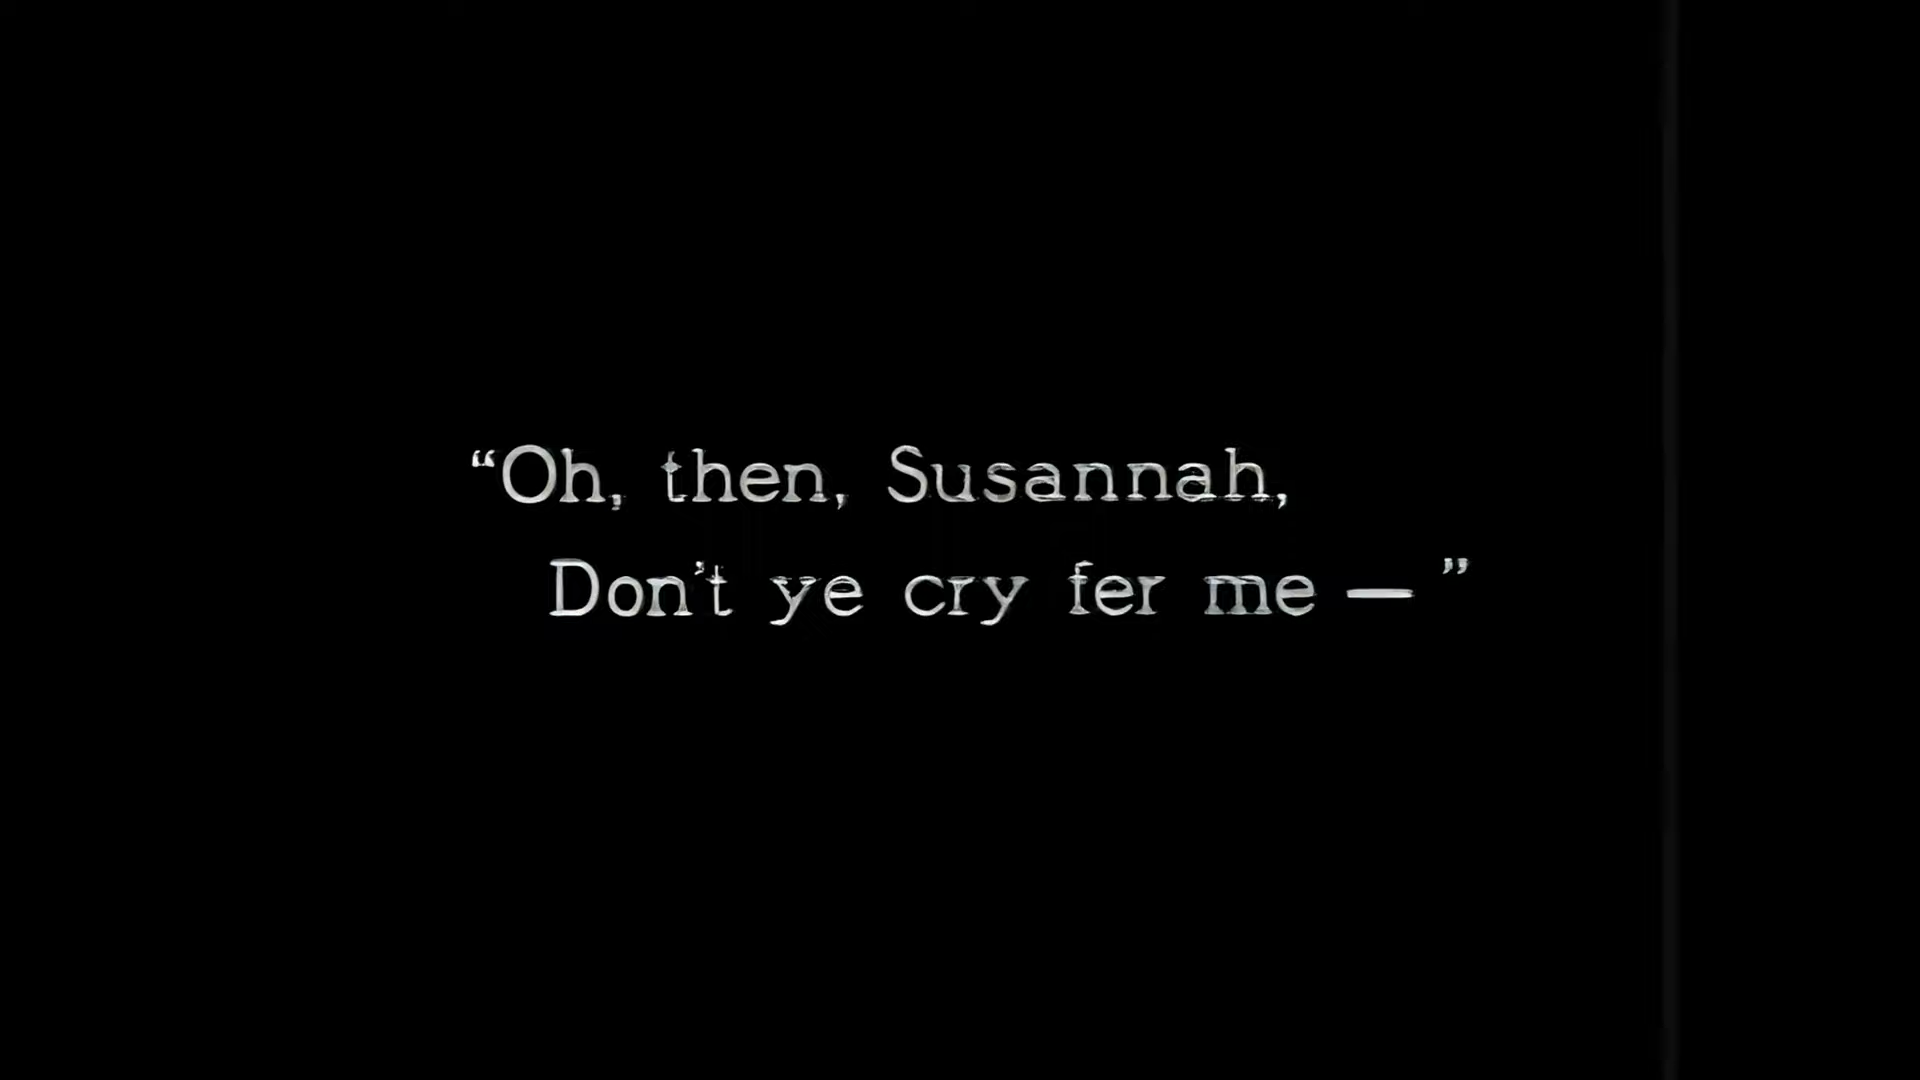 “Oh, then, Susannah,
Don't ye cry fer me — ”